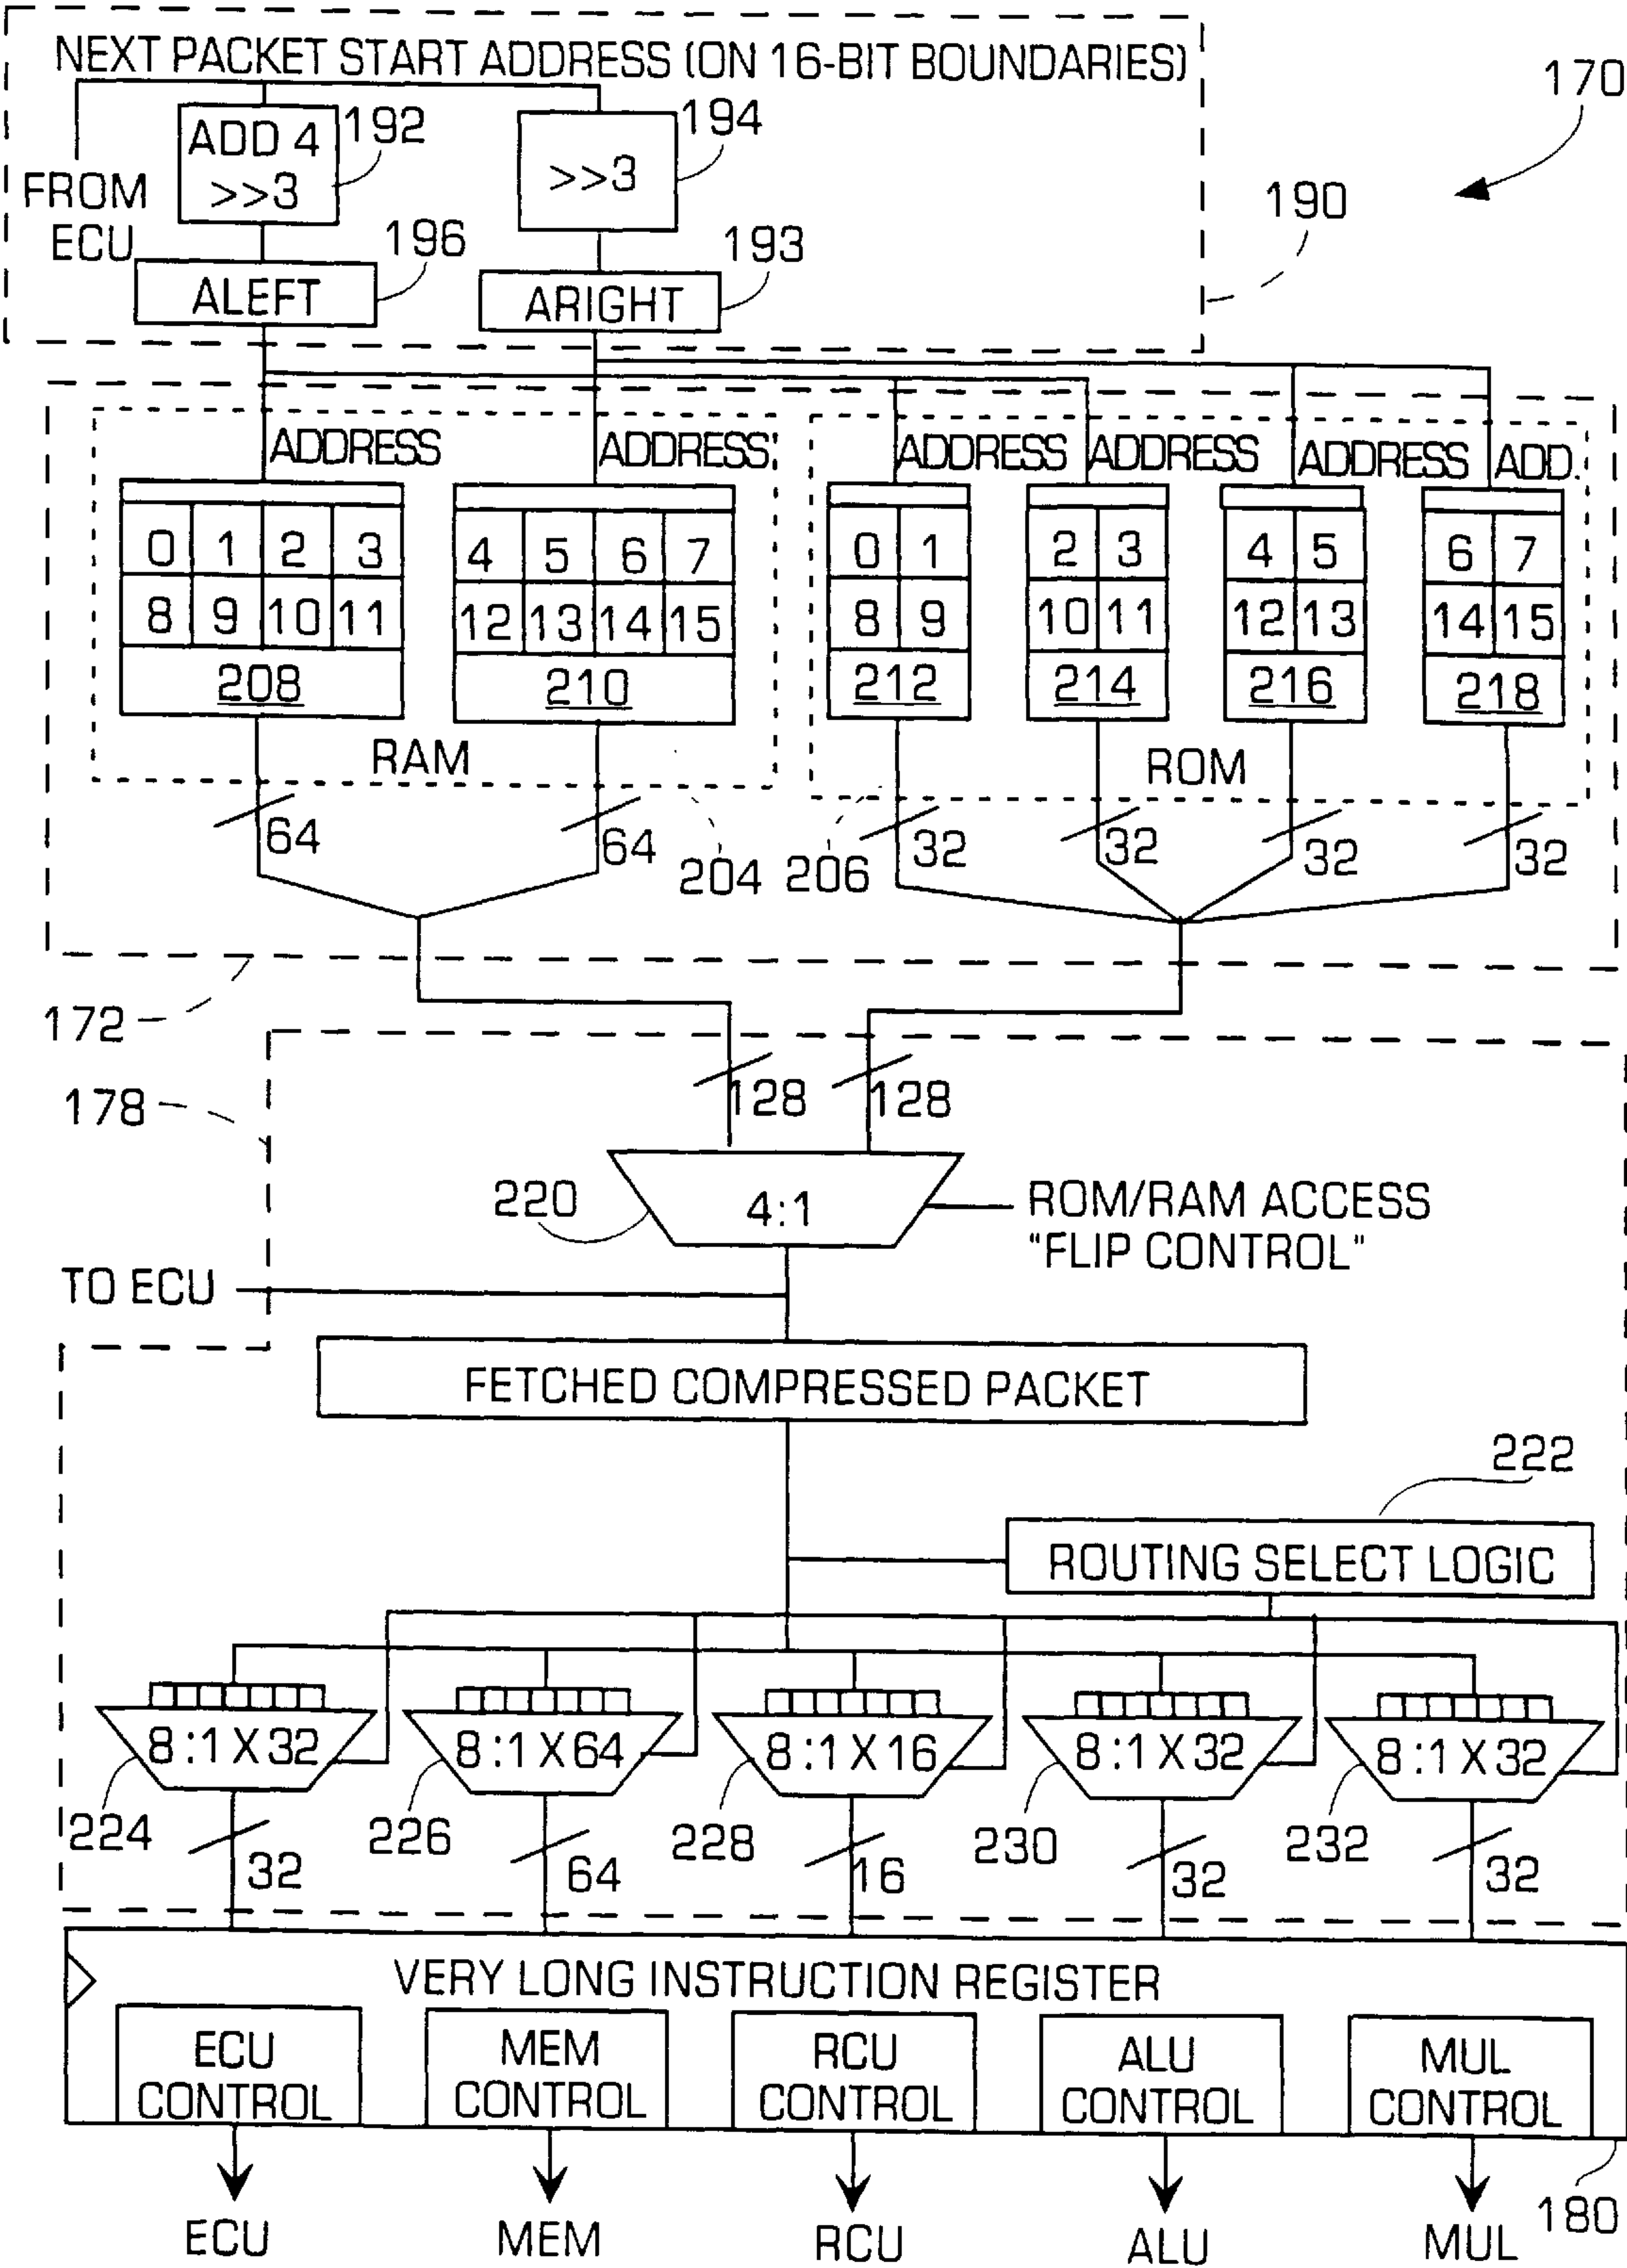 NEXT PACKET START ADDRESS (ON 16-BIT BOUNDARIES)
170
ADD 4
>>3
192
>>3
194
FROM
ECU
190
196
193
ALEFT
ARIGHT
ADDRESS
ADDRESS
ADDRESS
ADDRESS
ADDRESS
ADD.
0 1 2 3
4 5 6 7
0 1
2 3
4 5
6 7
8 9 10 11
12 13 14 15
8 9
10 11
12 13
14 15
208
210
212
214
216
218
RAM
ROM
64
64
204
206
32
32
32
32
172
178
128
128
220
4:1
ROM/RAM ACCESS
"FLIP CONTROL"
TO ECU
FETCHED COMPRESSED PACKET
222
ROUTING SELECT LOGIC
8:1 X 32
8:1 X 64
8:1 X 16
8:1 X 32
8:1 X 32
224
226
228
230
232
32
64
16
32
32
VERY LONG INSTRUCTION REGISTER
ECU
CONTROL
MEM
CONTROL
RCU
CONTROL
ALU
CONTROL
MUL
CONTROL
180
ECU
MEM
RCU
ALU
MUL